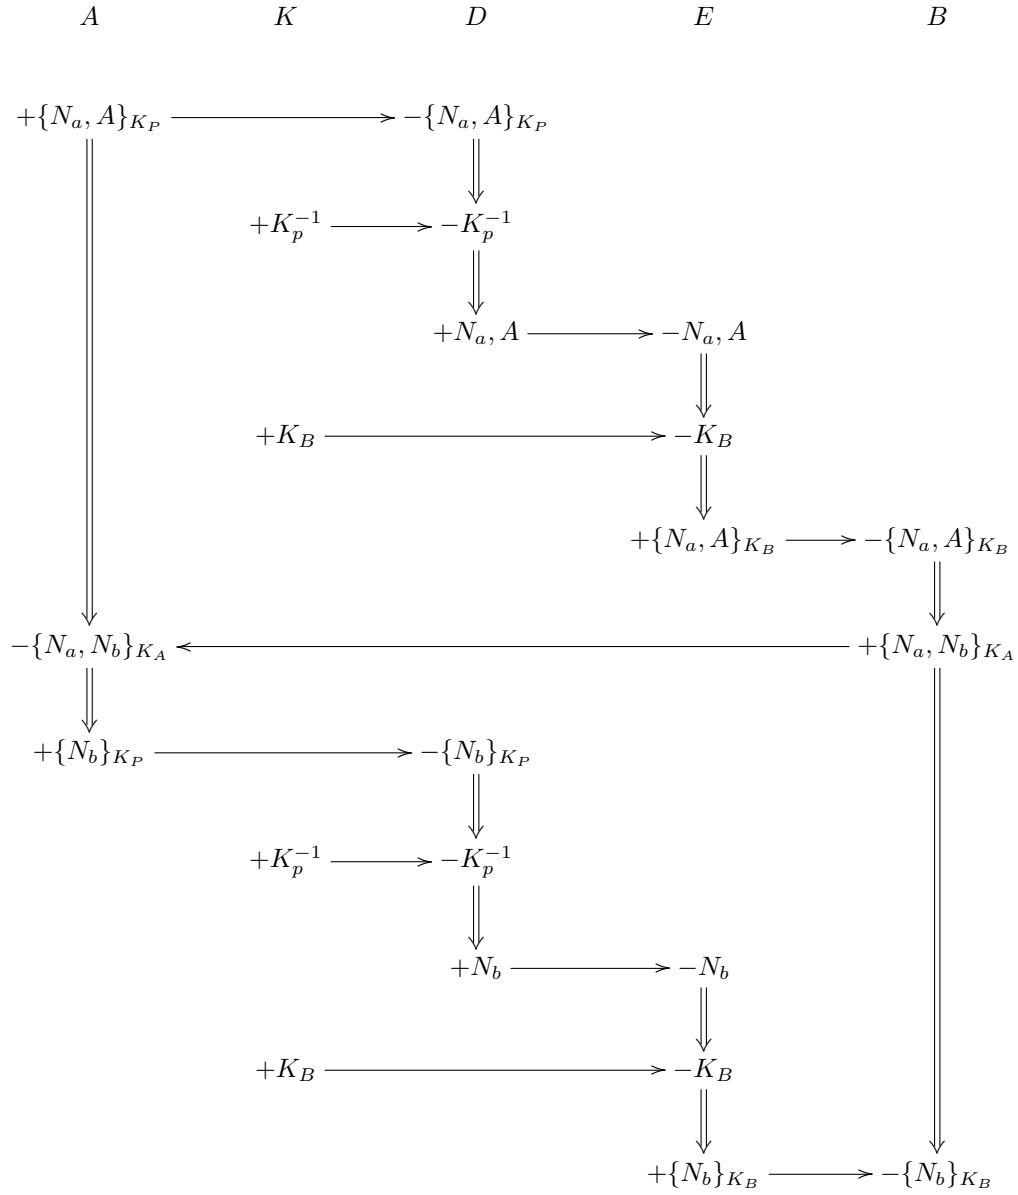 A K D E B
+{N_a, A}_{K_P} −{N_a, A}_{K_P}
+K_p^{-1} −K_p^{-1}
+N_a, A −N_a, A
+K_B −K_B
+{N_a, A}_{K_B} −{N_a, A}_{K_B}
−{N_a, N_b}_{K_A} +{N_a, N_b}_{K_A}
+{N_b}_{K_P} −{N_b}_{K_P}
+K_p^{-1} −K_p^{-1}
+N_b −N_b
+K_B −K_B
+{N_b}_{K_B} −{N_b}_{K_B}